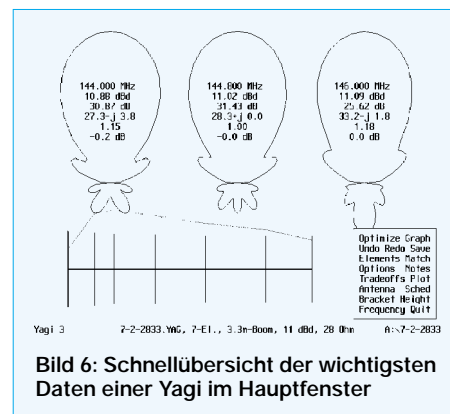 144.000 MHz
10.88 dBd
30.87 dB
27.3-j 3.8
1.15
-0.2 dB
144.800 MHz
11.02 dBd
31.43 dB
28.3+j 0.0
1.00
-0.0 dB
146.000 MHz
11.09 dBd
25.62 dB
33.2-j 1.8
1.18
0.0 dB
Optimize Graph
Undo Redo Save
Elements Match
Options Notes
Tradeoffs Plot
Antenna Sched
Bracket Height
Frequency Quit
Yagi 3 7-2-2833.YAG, 7-El., 3.3m-Boom, 11 dBd, 28 Ohm A:\7-2-2833
Bild 6: Schnellübersicht der wichtigsten
Daten einer Yagi im Hauptfenster